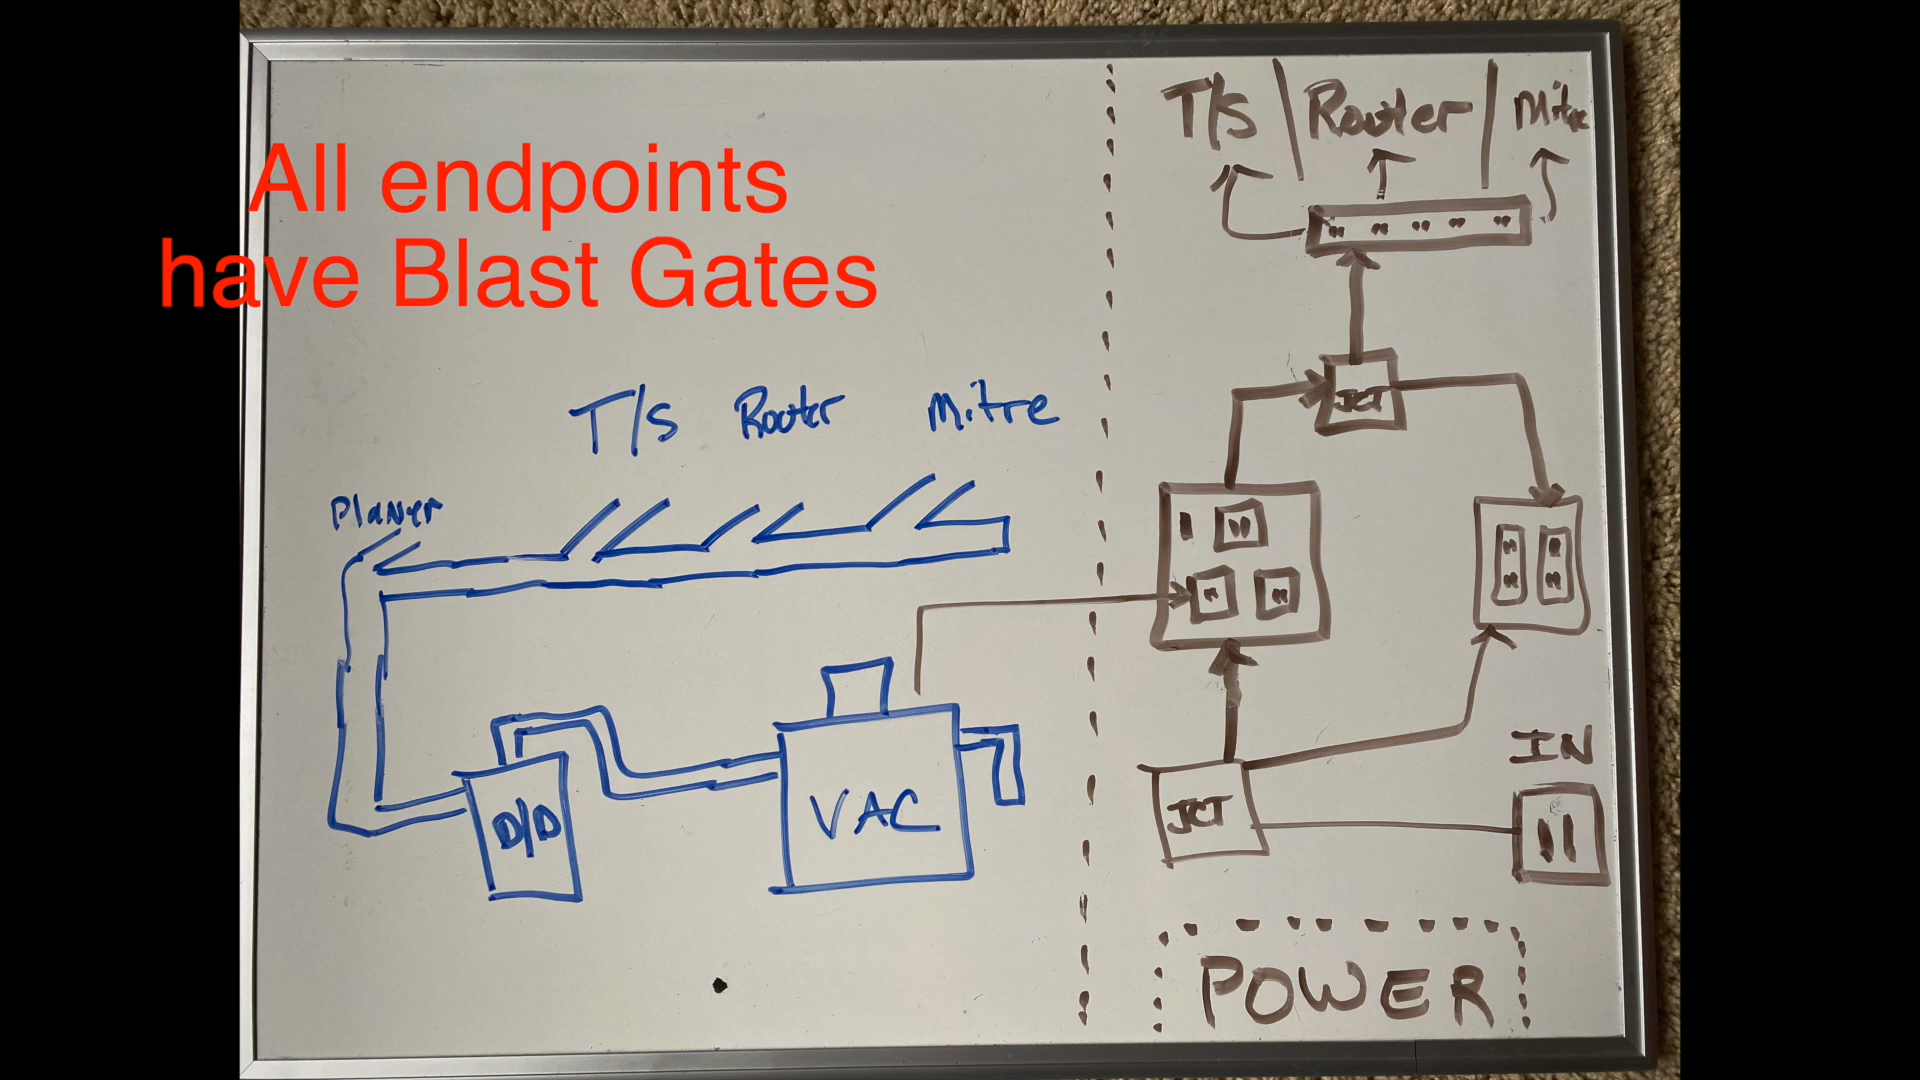 All endpoints
have Blast Gates
T/S Router Mitre
Planer
D/D
VAC
T/S | Router | Mitre
JCT
JCT
IN
POWER